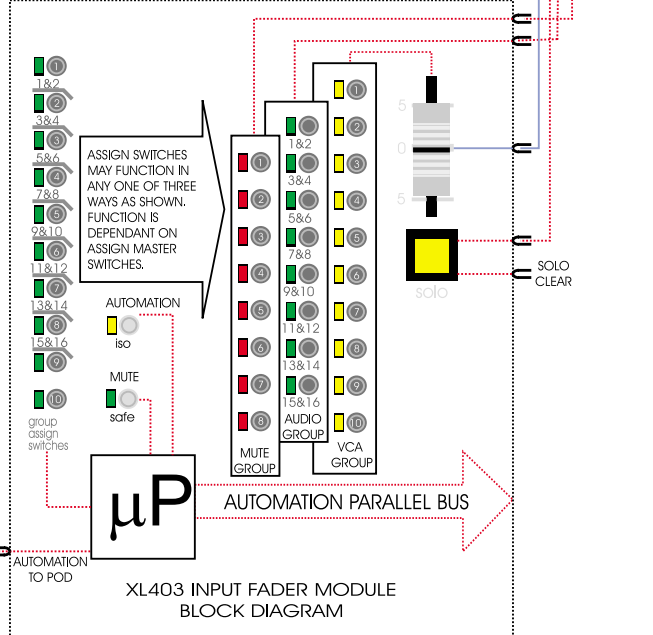 1
1&2
2
3&4
3
5&6
4
7&8
5
9&10
6
11&12
7
13&14
8
15&16
9
10
group
assign
switches
ASSIGN SWITCHES
MAY FUNCTION IN
ANY ONE OF THREE
WAYS AS SHOWN.
FUNCTION IS
DEPENDANT ON
ASSIGN MASTER
SWITCHES.
AUTOMATION
iso
MUTE
safe
1
2
3
4
5
6
7
8
MUTE
GROUP
1&2
3&4
5&6
7&8
9&10
11&12
13&14
15&16
AUDIO
GROUP
1
2
3
4
5
6
7
8
9
10
VCA
GROUP
5
0
5
solo
SOLO
CLEAR
µP
AUTOMATION PARALLEL BUS
AUTOMATION
TO POD
XL403 INPUT FADER MODULE
BLOCK DIAGRAM